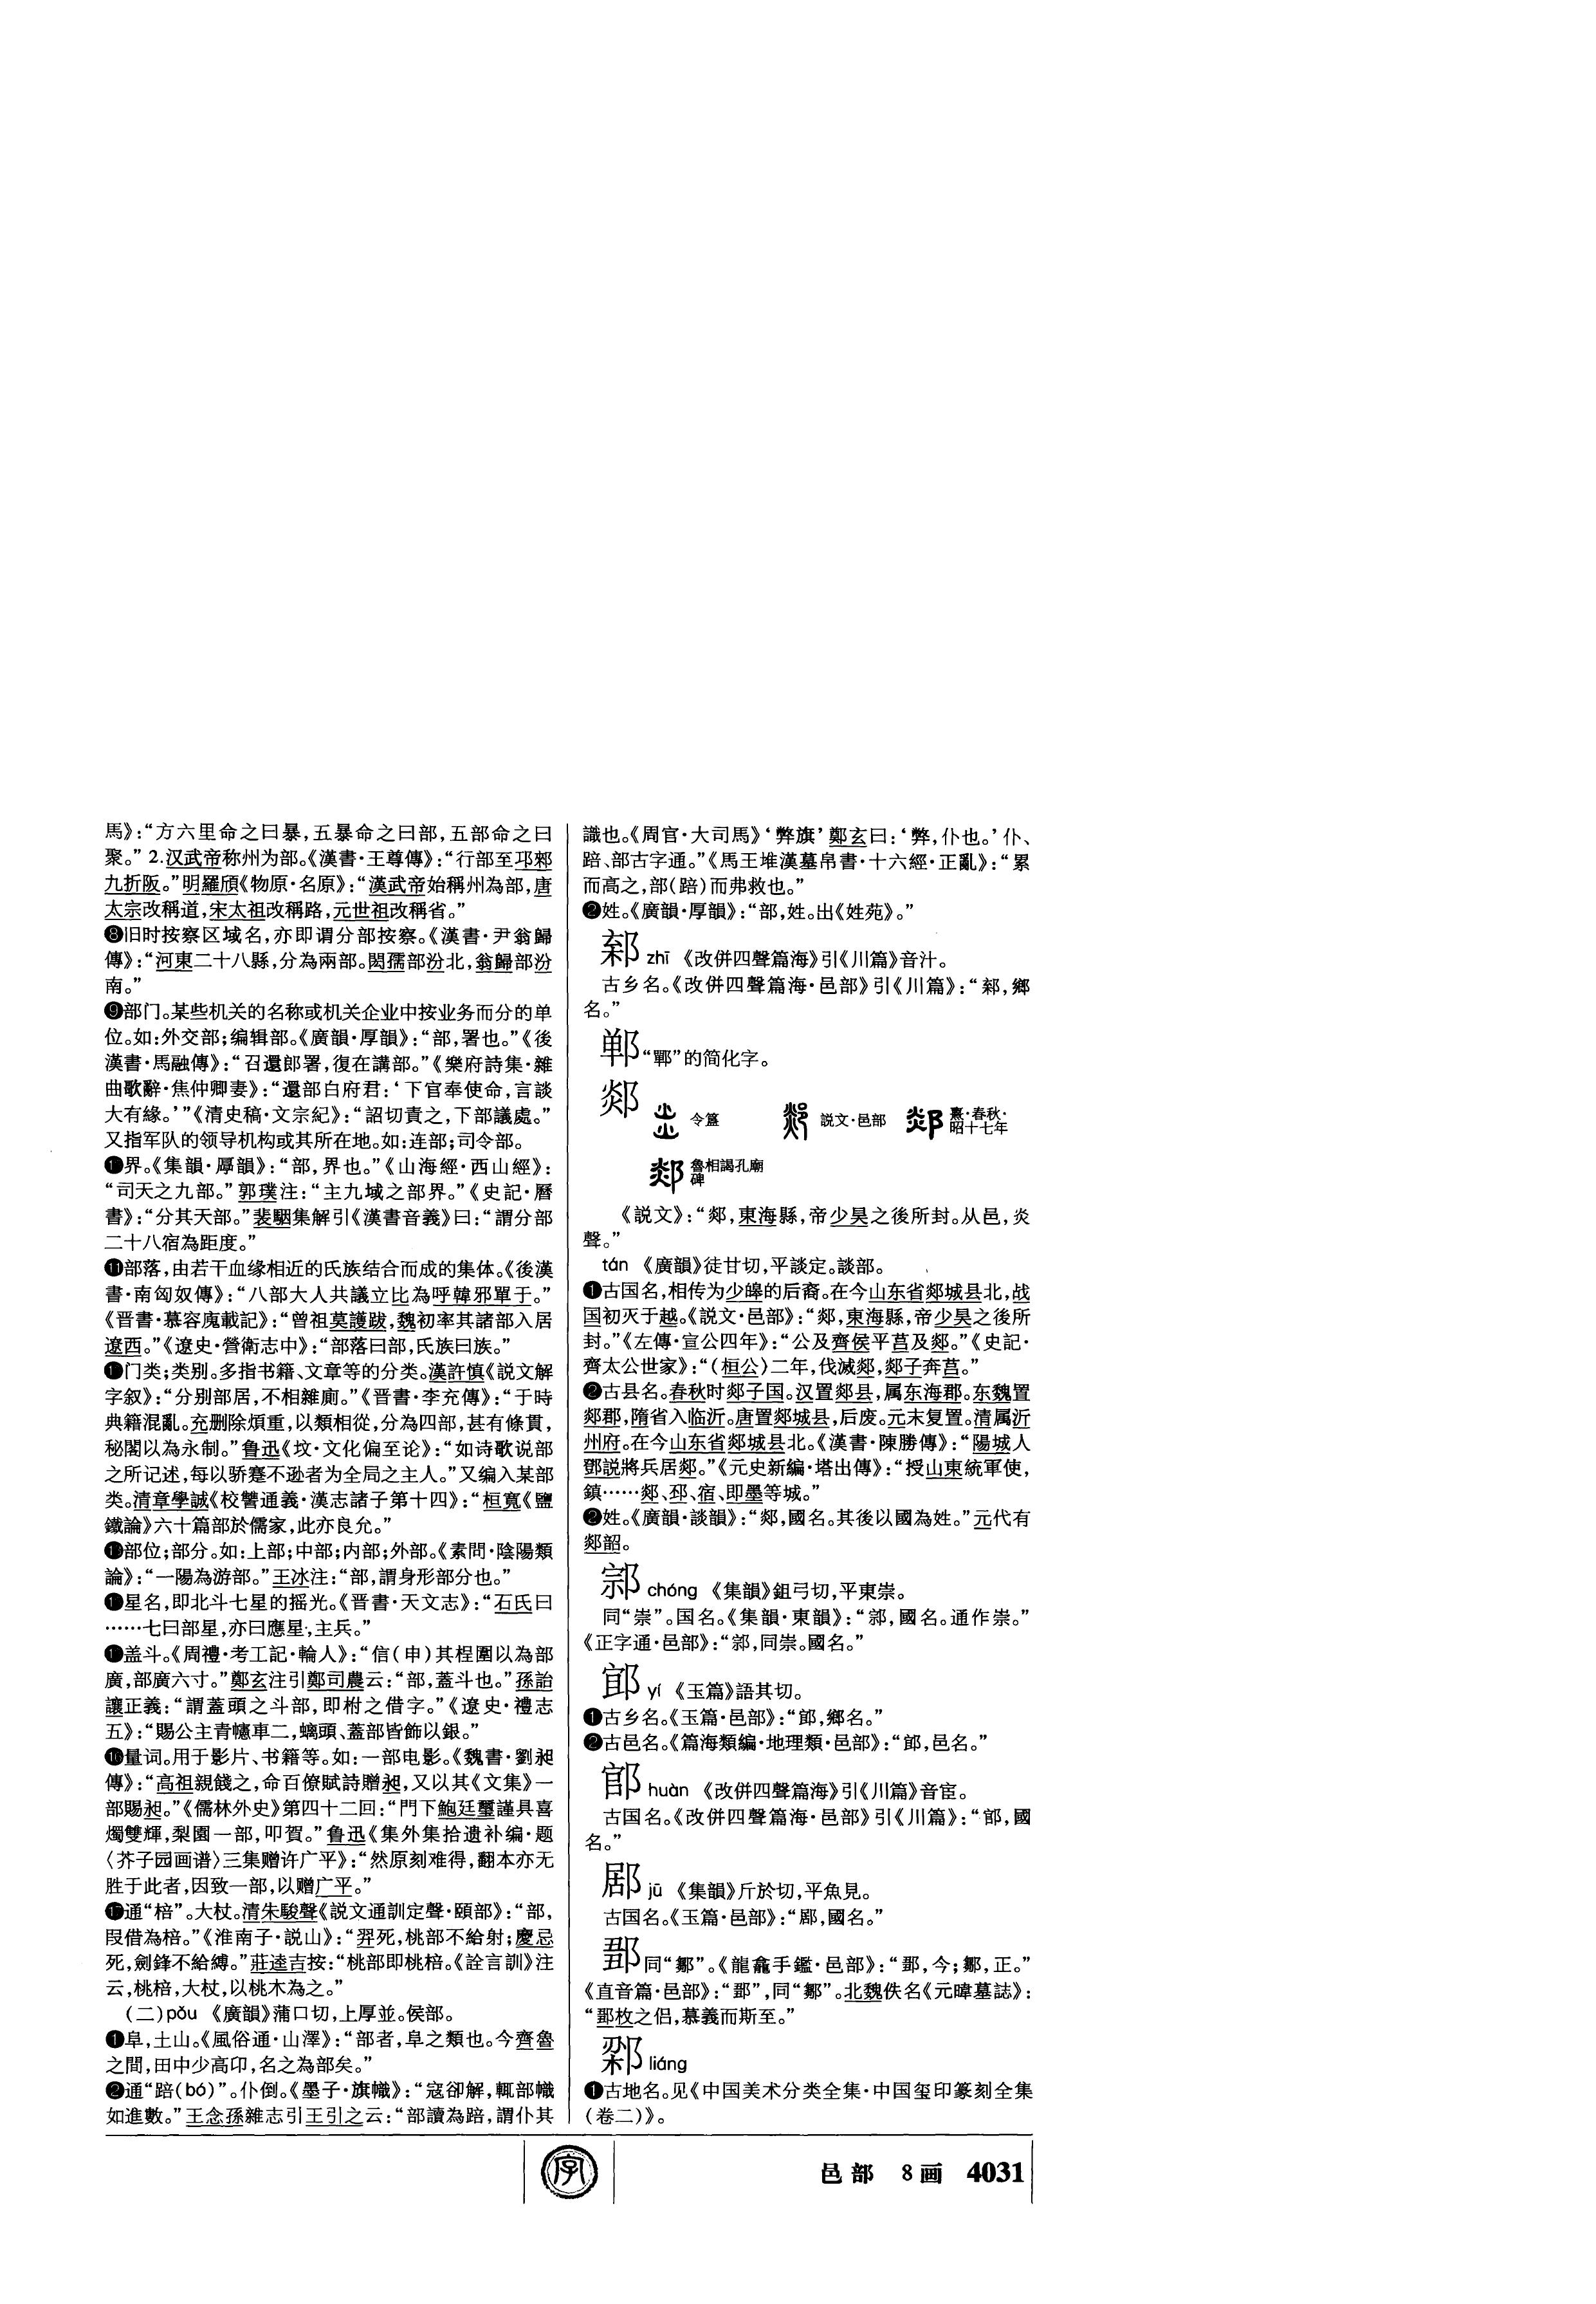 馬》：“方六里命之曰暴，五暴命之曰部，五部命之曰
聚。” 2.汉武帝称州为部。《漢書·王尊傳》：“行部至邛郲
九折阪。”明羅頎《物原·名原》：“漢武帝始稱州為部，唐
太宗改稱道，宋太祖改稱路，元世祖改稱省。”
❽旧时按察区域名，亦即谓分部按察。《漢書·尹翁歸
傳》：“河東二十八縣，分為兩部。閎孺部汾北，翁歸部汾
南。”
❾部门。某些机关的名称或机关企业中按业务而分的单
位。如：外交部；编辑部。《廣韻·厚韻》：“部，署也。”《後
漢書·馬融傳》：“召還郎署，復在講部。”《樂府詩集·雜
曲歌辭·焦仲卿妻》：“還部白府君：‘下官奉使命，言談
大有緣。’”《清史稿·文宗紀》：“詔切責之，下部議處。”
又指军队的领导机构或其所在地。如：连部；司令部。
❿界。《集韻·厚韻》：“部，界也。”《山海經·西山經》：
“司天之九部。”郭璞注：“主九域之部界。”《史記·曆
書》：“分其天部。”裴駰集解引《漢書音義》曰：“謂分部
二十八宿為距度。”
⓫部落，由若干血缘相近的氏族结合而成的集体。《後漢
書·南匈奴傳》：“八部大人共議立比為呼韓邪單于。”
《晋書·慕容廆載記》：“曾祖莫護跋，魏初率其諸部入居
遼西。”《遼史·營衛志中》：“部落曰部，氏族曰族。”
⓬门类；类别。多指书籍、文章等的分类。漢許慎《説文解
字叙》：“分别部居，不相雜廁。”《晋書·李充傳》：“于時
典籍混亂。充删除煩重，以類相從，分為四部，甚有條貫，
秘閣以為永制。”鲁迅《坟·文化偏至论》：“如诗歌说部
之所记述，每以骄蹇不逊者为全局之主人。”又编入某部
类。清章學誠《校讐通義·漢志諸子第十四》：“桓寬《鹽
鐵論》六十篇部於儒家，此亦良允。”
⓭部位；部分。如：上部；中部；内部；外部。《素問·陰陽類
論》：“一陽為游部。”王冰注：“部，謂身形部分也。”
⓮星名，即北斗七星的摇光。《晋書·天文志》：“石氏曰
……七曰部星，亦曰應星，主兵。”
⓯盖斗。《周禮·考工記·輪人》：“信（申）其桯圍以為部
廣，部廣六寸。”鄭玄注引鄭司農云：“部，蓋斗也。”孫詒
讓正義：“謂蓋頭之斗部，即柎之借字。”《遼史·禮志
五》：“賜公主青幰車二，螭頭、蓋部皆飾以銀。”
⓰量词。用于影片、书籍等。如：一部电影。《魏書·劉昶
傳》：“高祖親餞之，命百僚賦詩贈昶，又以其《文集》一
部賜昶。”《儒林外史》第四十二回：“門下鮑廷璽謹具喜
燭雙輝，梨園一部，叩賀。”鲁迅《集外集拾遗补编·题
〈芥子园画谱〉三集赠许广平》：“然原刻难得，翻本亦无
胜于此者，因致一部，以赠广平。”
⓱通“棓”。大杖。清朱駿聲《説文通訓定聲·頤部》：“部，
叚借為棓。”《淮南子·説山》：“羿死，桃部不給射；慶忌
死，劍鋒不給縛。”莊逵吉按：“桃部即桃棓。《詮言訓》注
云，桃棓，大杖，以桃木為之。”
（二）pǒu 《廣韻》蒲口切，上厚並。侯部。
❶阜，土山。《風俗通·山澤》：“部者，阜之類也。今齊魯
之間，田中少高卬，名之為部矣。”
❷通“踣（bó）”。仆倒。《墨子·旗幟》：“寇卻解，輒部幟
如進數。”王念孫雜志引王引之云：“部讀為踣，謂仆其
識也。《周官·大司馬》‘弊旗’鄭玄曰：‘弊，仆也。’仆、
踣、部古字通。”《馬王堆漢墓帛書·十六經·正亂》：“累
而高之，部（踣）而弗救也。”
❷姓。《廣韻·厚韻》：“部，姓。出《姓苑》。”
zhī 《改併四聲篇海》引《川篇》音汁。
古乡名。《改併四聲篇海·邑部》引《川篇》：“，鄉
名。”
郸“鄲”的简化字。
郯 令簋 説文·邑部 熹·春秋·昭十七年
魯相謁孔廟碑
《説文》：“郯，東海縣，帝少昊之後所封。从邑，炎
聲。”
tán 《廣韻》徒甘切，平談定。談部。
❶古国名，相传为少皞的后裔。在今山东省郯城县北，战
国初灭于越。《説文·邑部》：“郯，東海縣，帝少昊之後所
封。”《左傳·宣公四年》：“公及齊侯平莒及郯。”《史記·
齊太公世家》：“（桓公）二年，伐滅郯，郯子奔莒。”
❷古县名。春秋时郯子国。汉置郯县，属东海郡。东魏置
郯郡，隋省入临沂。唐置郯城县，后废。元末复置。清属沂
州府。在今山东省郯城县北。《漢書·陳勝傳》：“陽城人
鄧説將兵居郯。”《元史新編·塔出傳》：“授山東統軍使，
鎮……郯、邳、宿、即墨等城。”
❷姓。《廣韻·談韻》：“郯，國名。其後以國為姓。”元代有
郯韶。
chóng 《集韻》鉏弓切，平東崇。
同“崇”。国名。《集韻·東韻》：“，國名。通作崇。”
《正字通·邑部》：“，同崇。國名。”
yí 《玉篇》語其切。
❶古乡名。《玉篇·邑部》：“，鄉名。”
❷古邑名。《篇海類編·地理類·邑部》：“，邑名。”
huàn 《改併四聲篇海》引《川篇》音宦。
古国名。《改併四聲篇海·邑部》引《川篇》：“，國
名。”
jū 《集韻》斤於切，平魚見。
古国名。《玉篇·邑部》：“，國名。”
同“鄒”。《龍龕手鑑·邑部》：“，今；鄒，正。”
《直音篇·邑部》：“”，同“鄒”。北魏佚名《元暐墓誌》：
“枚之侣，慕義而斯至。”
liáng
❶古地名。见《中国美术分类全集·中国玺印篆刻全集
（卷二）》。
字
邑部 8画 4031